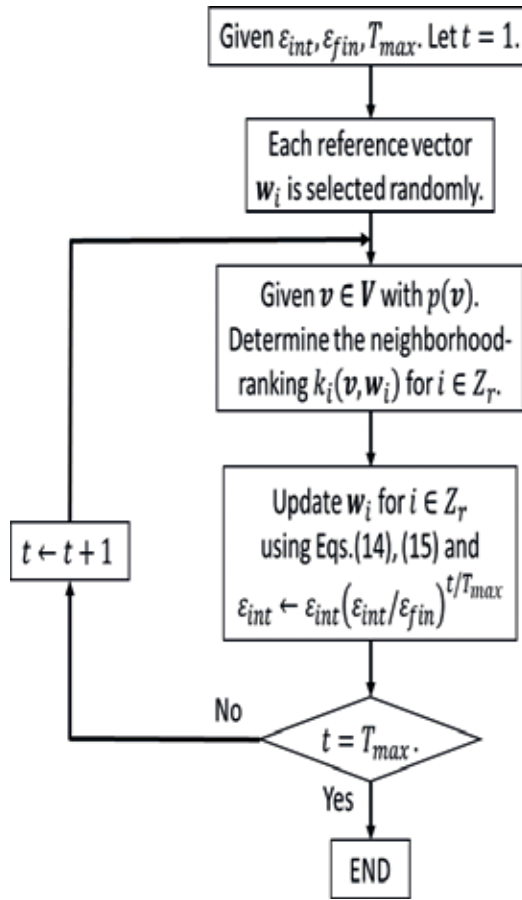 Given ε_int, ε_fin, T_max. Let t = 1.
Each reference vector
w_i is selected randomly.
Given v ∈ V with p(v).
Determine the neighborhood-
ranking k_i(v, w_i) for i ∈ Z_r.
Update w_i for i ∈ Z_r
using Eqs.(14), (15) and
ε_int ← ε_int(ε_int/ε_fin)^{t/T_max}
t ← t + 1
No
t = T_max.
Yes
END